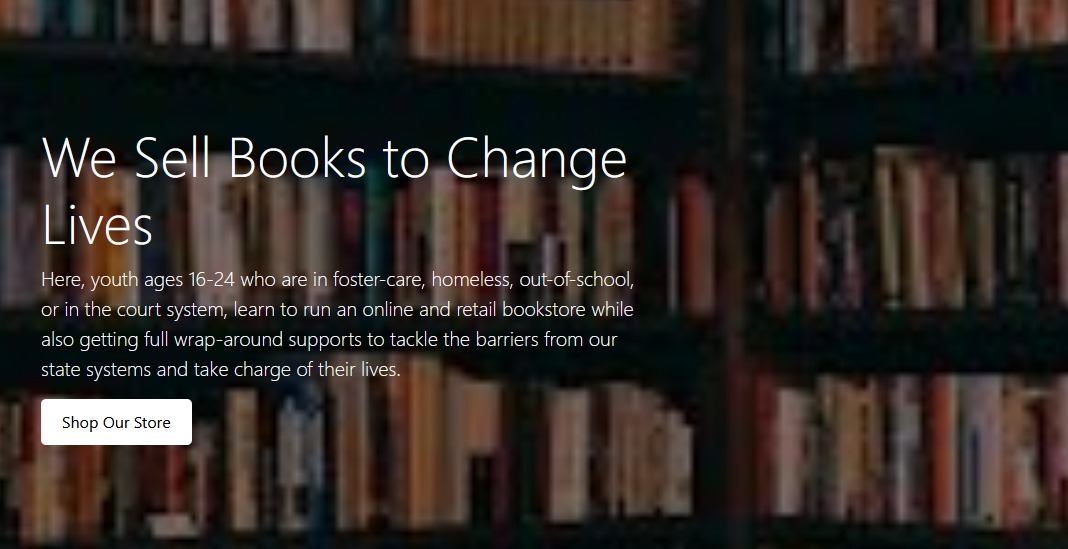 We Sell Books to Change
Lives
Here, youth ages 16-24 who are in foster-care, homeless, out-of-school,
or in the court system, learn to run an online and retail bookstore while
also getting full wrap-around supports to tackle the barriers from our
state systems and take charge of their lives.
Shop Our Store